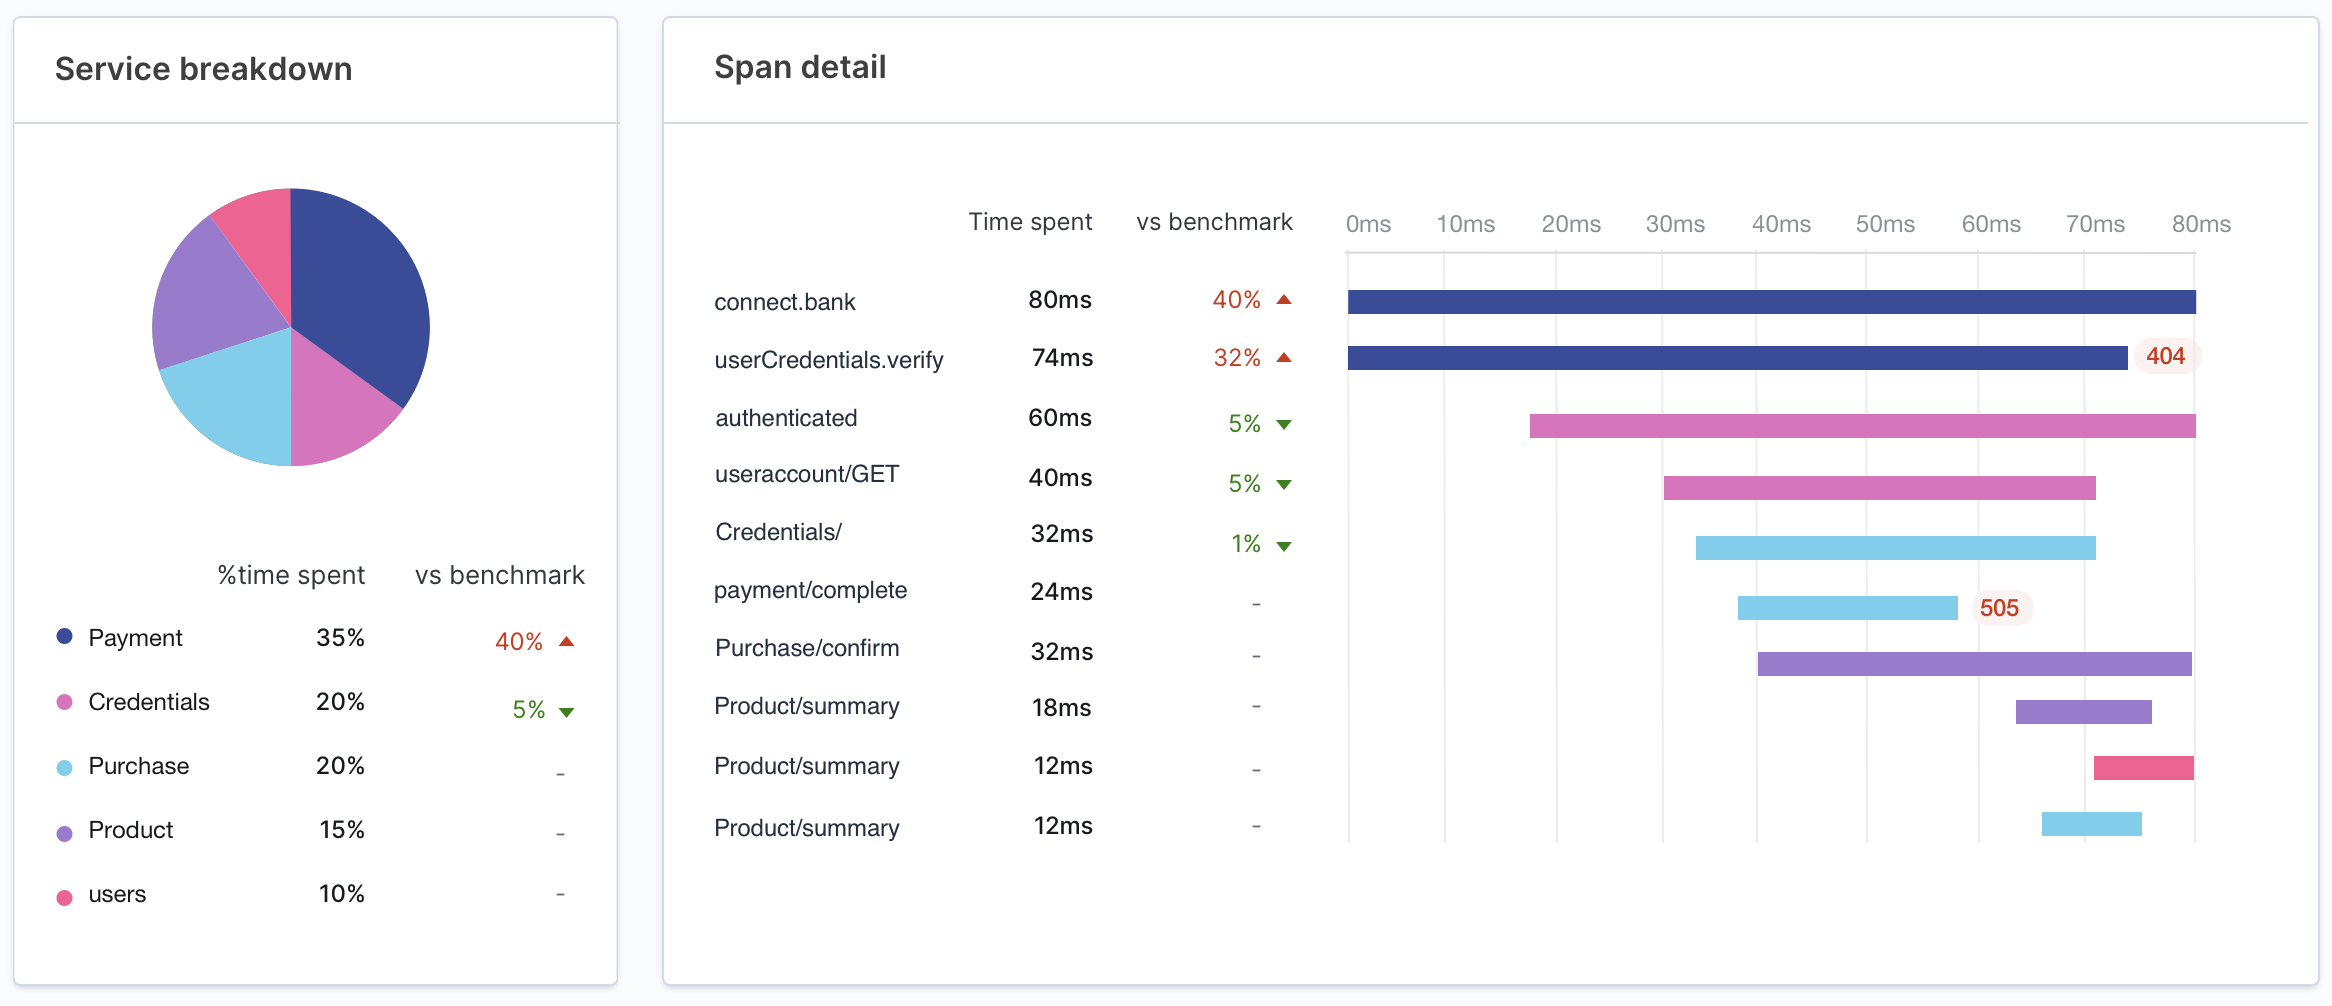 Service breakdown
%time spent vs benchmark
Payment 35% 40%
Credentials 20% 5%
Purchase 20% -
Product 15% -
users 10% -
Span detail
Time spent vs benchmark 0ms 10ms 20ms 30ms 40ms 50ms 60ms 70ms 80ms
connect.bank 80ms 40%
userCredentials.verify 74ms 32% 404
authenticated 60ms 5%
useraccount/GET 40ms 5%
Credentials/ 32ms 1%
payment/complete 24ms - 505
Purchase/confirm 32ms -
Product/summary 18ms -
Product/summary 12ms -
Product/summary 12ms -